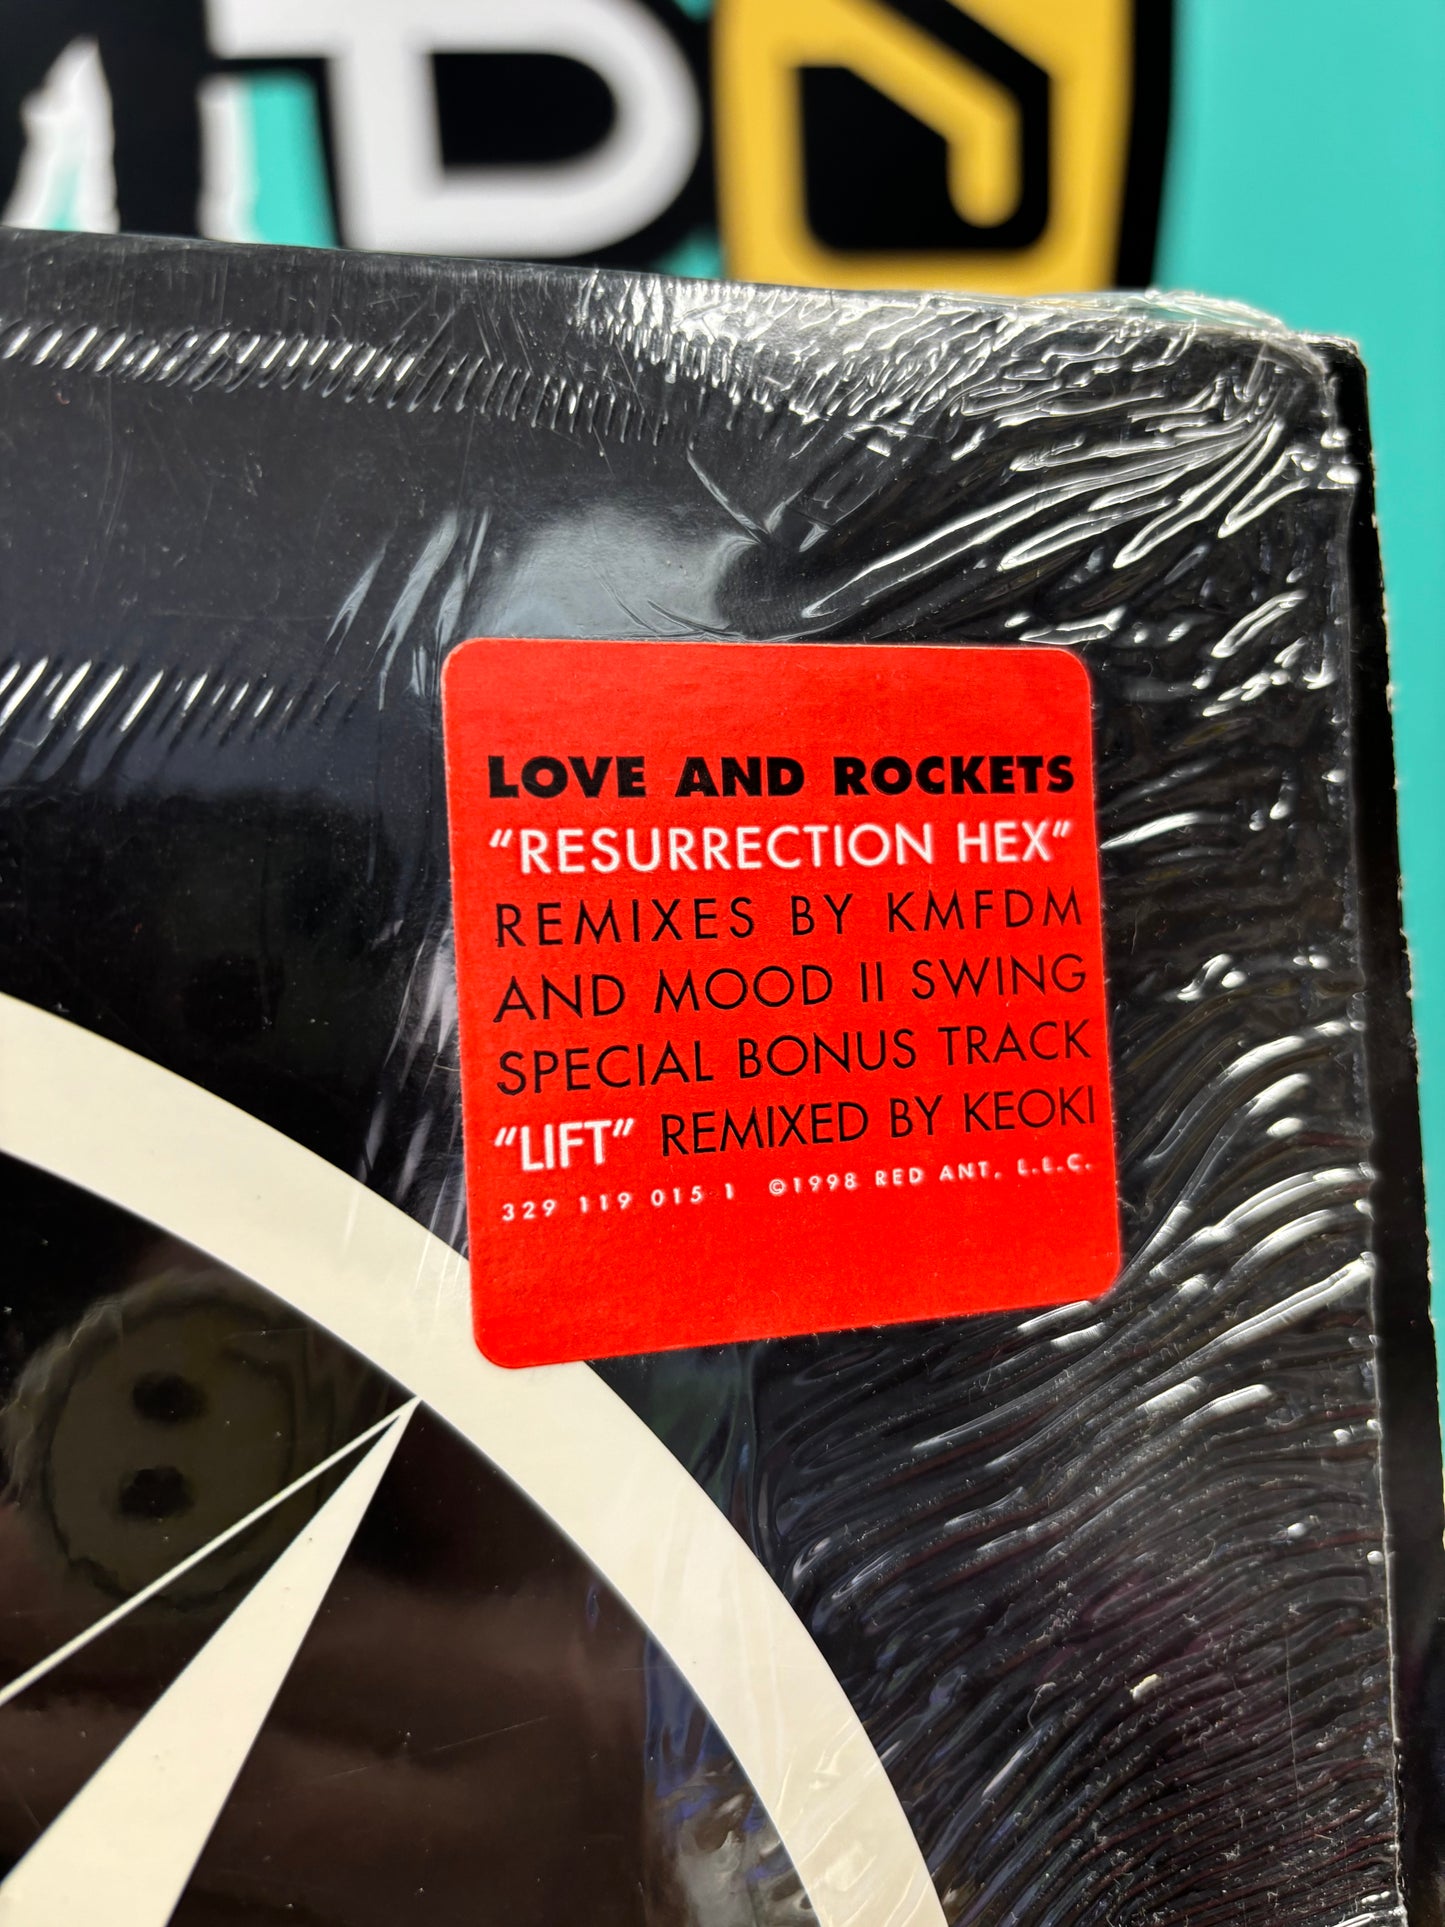 LOVE AND ROCKETS
“RESURRECTION HEX”
REMIXES BY KMFDM
AND MOOD II SWING
SPECIAL BONUS TRACK
“LIFT” REMIXED BY KEOKI
329 119 015 1 ©1998 RED ANT, L.L.C.